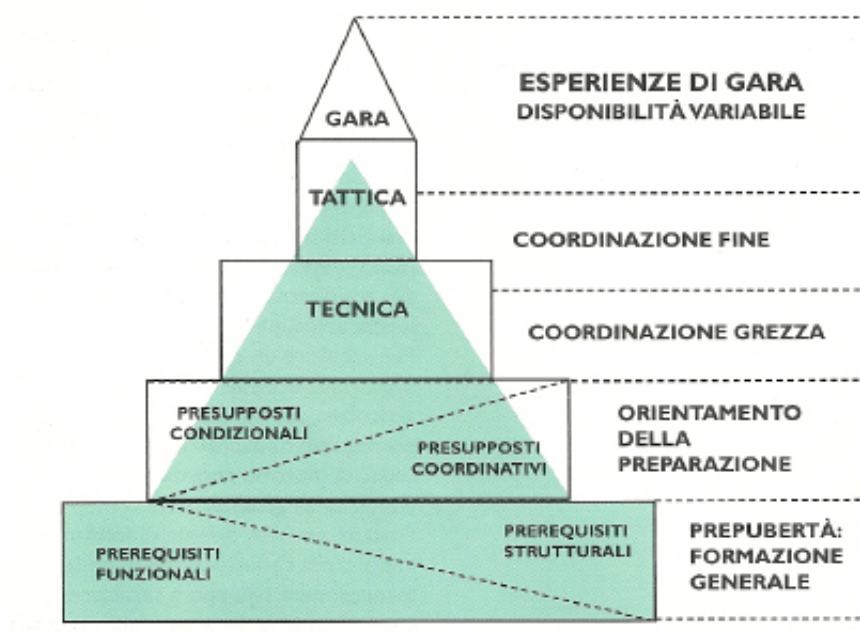 GARA
ESPERIENZE DI GARA
DISPONIBILITÀ VARIABILE
TATTICA
COORDINAZIONE FINE
TECNICA
COORDINAZIONE GREZZA
PRESUPPOSTI
CONDIZIONALI
PRESUPPOSTI
COORDINATIVI
ORIENTAMENTO
DELLA
PREPARAZIONE
PREREQUISITI
FUNZIONALI
PREREQUISITI
STRUTTURALI
PREPUBERTÀ:
FORMAZIONE
GENERALE